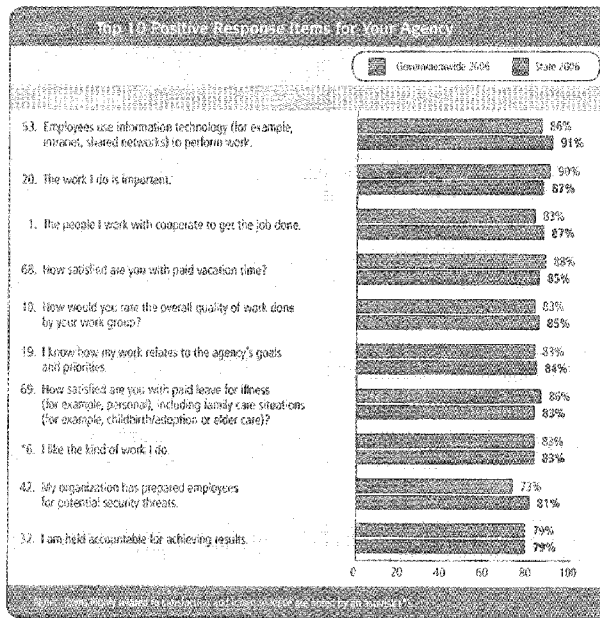 Top 10 Positive Response Items for Your Agency
Governmentwide 2006 State 2006
53. Employees use information technology (for example,
intranet, shared networks) to perform work.
86%
91%
20. The work I do is important.
90%
87%
1. The people I work with cooperate to get the job done.
83%
87%
68. How satisfied are you with paid vacation time?
88%
85%
10. How would you rate the overall quality of work done
by your work group?
83%
85%
19. I know how my work relates to the agency's goals
and priorities.
83%
84%
69. How satisfied are you with paid leave for illness
(for example, personal), including family care situations
(for example, childbirth/adoption or elder care)?
86%
83%
*6. I like the kind of work I do.
83%
83%
42. My organization has prepared employees
for potential security threats.
73%
81%
32. I am held accountable for achieving results.
79%
79%
0 20 40 60 80 100